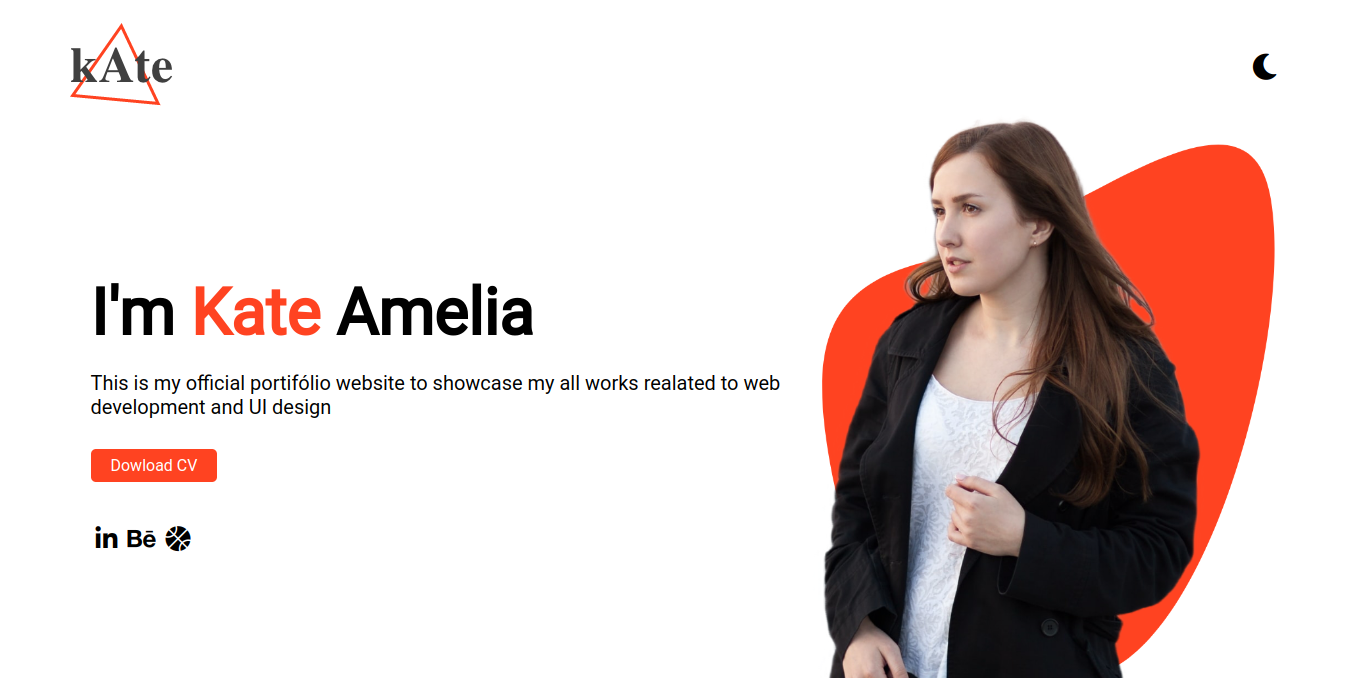 kAte
I'm Kate Amelia
This is my official portifólio website to showcase my all works realated to web
development and UI design
Dowload CV
in Bē